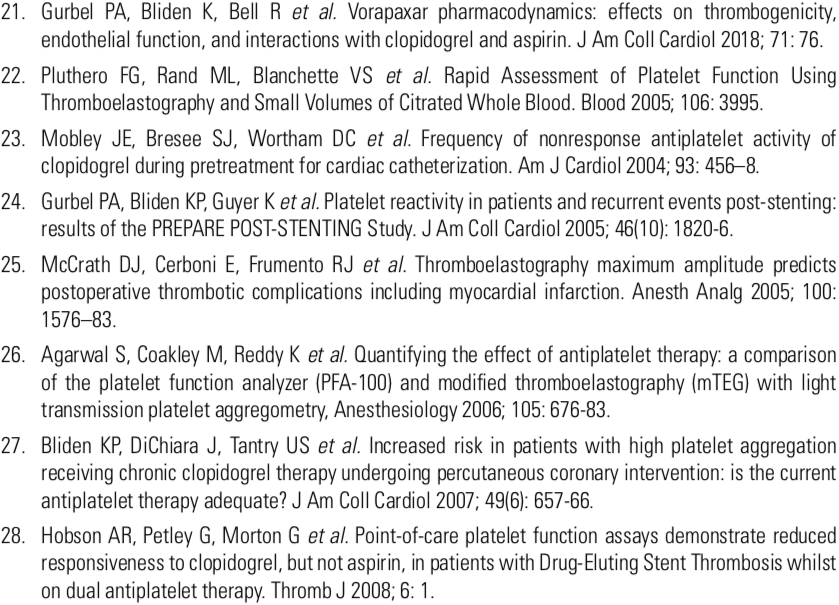 21. Gurbel PA, Bliden K, Bell R et al. Vorapaxar pharmacodynamics: effects on thrombogenicity,
endothelial function, and interactions with clopidogrel and aspirin. J Am Coll Cardiol 2018; 71: 76.
22. Pluthero FG, Rand ML, Blanchette VS et al. Rapid Assessment of Platelet Function Using
Thromboelastography and Small Volumes of Citrated Whole Blood. Blood 2005; 106: 3995.
23. Mobley JE, Bresee SJ, Wortham DC et al. Frequency of nonresponse antiplatelet activity of
clopidogrel during pretreatment for cardiac catheterization. Am J Cardiol 2004; 93: 456–8.
24. Gurbel PA, Bliden KP, Guyer K et al. Platelet reactivity in patients and recurrent events post-stenting:
results of the PREPARE POST-STENTING Study. J Am Coll Cardiol 2005; 46(10): 1820-6.
25. McCrath DJ, Cerboni E, Frumento RJ et al. Thromboelastography maximum amplitude predicts
postoperative thrombotic complications including myocardial infarction. Anesth Analg 2005; 100:
1576–83.
26. Agarwal S, Coakley M, Reddy K et al. Quantifying the effect of antiplatelet therapy: a comparison
of the platelet function analyzer (PFA-100) and modified thromboelastography (mTEG) with light
transmission platelet aggregometry, Anesthesiology 2006; 105: 676-83.
27. Bliden KP, DiChiara J, Tantry US et al. Increased risk in patients with high platelet aggregation
receiving chronic clopidogrel therapy undergoing percutaneous coronary intervention: is the current
antiplatelet therapy adequate? J Am Coll Cardiol 2007; 49(6): 657-66.
28. Hobson AR, Petley G, Morton G et al. Point-of-care platelet function assays demonstrate reduced
responsiveness to clopidogrel, but not aspirin, in patients with Drug-Eluting Stent Thrombosis whilst
on dual antiplatelet therapy. Thromb J 2008; 6: 1.